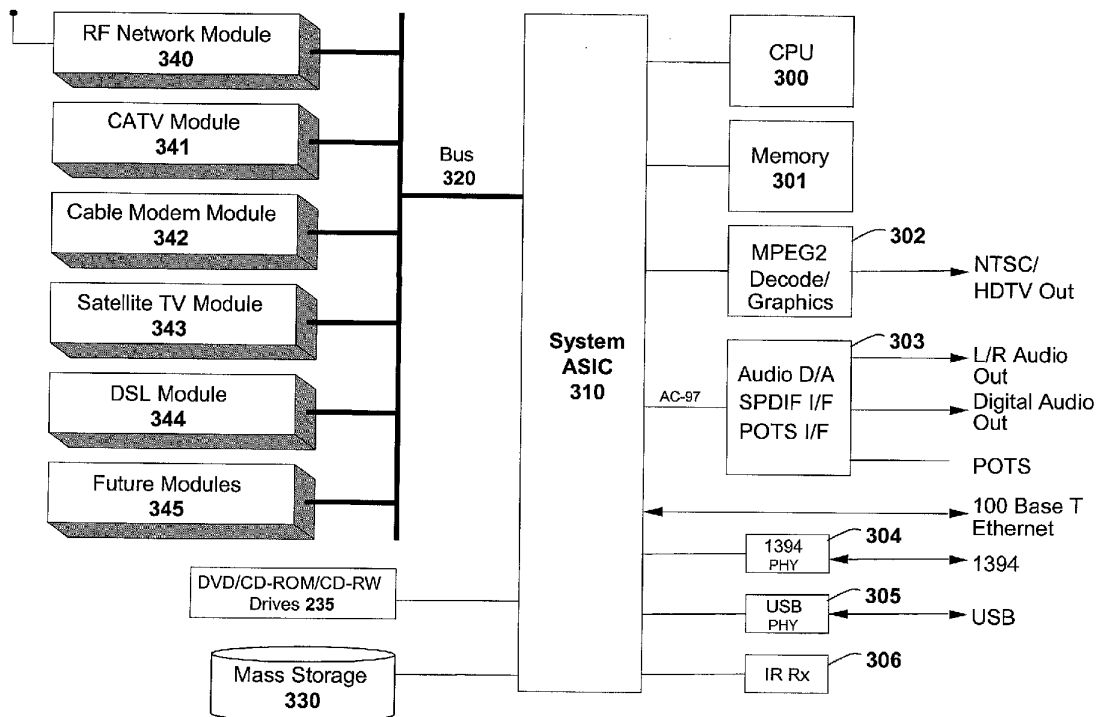 RF Network Module
340
CATV Module
341
Cable Modem Module
342
Satellite TV Module
343
DSL Module
344
Future Modules
345
DVD/CD-ROM/CD-RW
Drives 235
Mass Storage
330
Bus
320
System
ASIC
310
AC-97
CPU
300
Memory
301
MPEG2
Decode/
Graphics
302
NTSC/
HDTV Out
Audio D/A
SPDIF I/F
POTS I/F
303
L/R Audio
Out
Digital Audio
Out
POTS
100 Base T
Ethernet
1394
PHY
304
1394
USB
PHY
305
USB
IR Rx
306